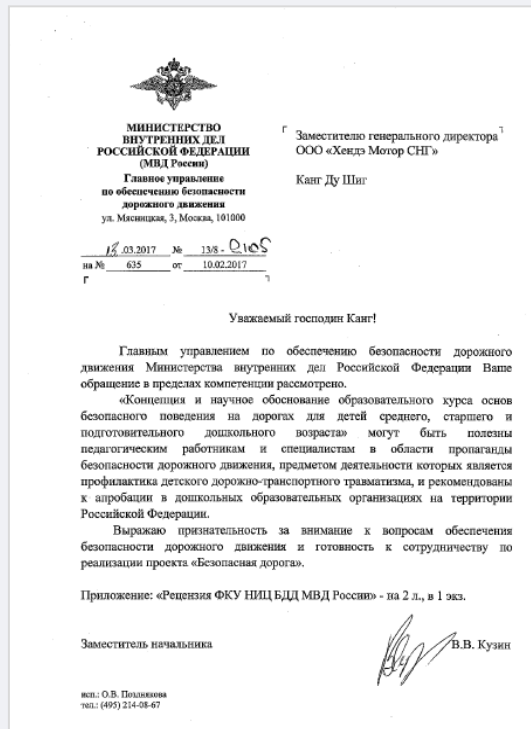 МИНИСТЕРСТВО
ВНУТРЕННИХ ДЕЛ
РОССИЙСКОЙ ФЕДЕРАЦИИ
(МВД России)
Главное управление
по обеспечению безопасности
дорожного движения
ул. Мясницкая, 3, Москва, 101000
13.03.2017 № 13/8 -
на № 635 от 10.02.2017
Заместителю генерального директора
ООО «Хендэ Мотор СНГ»
Канг Ду Шиг
Уважаемый господин Канг!
Главным управлением по обеспечению безопасности дорожного
движения Министерства внутренних дел Российской Федерации Ваше
обращение в пределах компетенции рассмотрено.
«Концепция и научное обоснование образовательного курса основ
безопасного поведения на дорогах для детей среднего, старшего и
подготовительного дошкольного возраста» могут быть полезны
педагогическим работникам и специалистам в области пропаганды
безопасности дорожного движения, предметом деятельности которых является
профилактика детского дорожно-транспортного травматизма, и рекомендованы
к апробации в дошкольных образовательных организациях на территории
Российской Федерации.
Выражаю признательность за внимание к вопросам обеспечения
безопасности дорожного движения и готовность к сотрудничеству по
реализации проекта «Безопасная дорога».
Приложение: «Рецензия ФКУ НИЦ БДД МВД России» - на 2 л., в 1 экз.
Заместитель начальника
В.В. Кузин
исп.: О.В. Позднякова
тел.: (495) 214-08-67